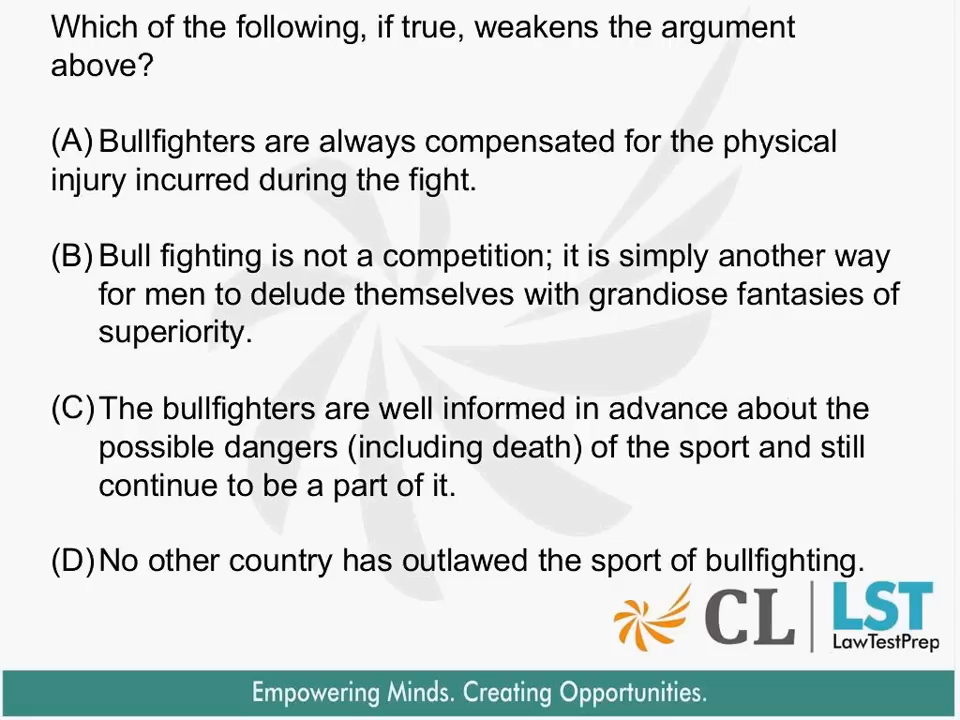 Which of the following, if true, weakens the argument
above?
(A) Bullfighters are always compensated for the physical
injury incurred during the fight.
(B) Bull fighting is not a competition; it is simply another way
for men to delude themselves with grandiose fantasies of
superiority.
(C) The bullfighters are well informed in advance about the
possible dangers (including death) of the sport and still
continue to be a part of it.
(D) No other country has outlawed the sport of bullfighting.
CL | LST
LawTestPrep
Empowering Minds. Creating Opportunities.